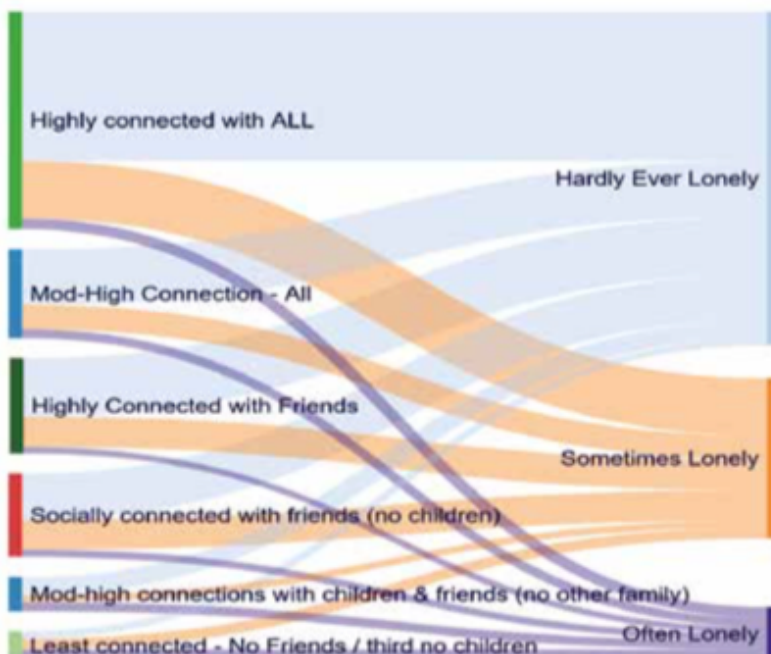 Highly connected with ALL
Hardly Ever Lonely
Mod-High Connection - All
Highly Connected with Friends
Sometimes Lonely
Socially connected with friends (no children)
Mod-high connections with children & friends (no other family)
Often Lonely
Least connected - No Friends / third no children